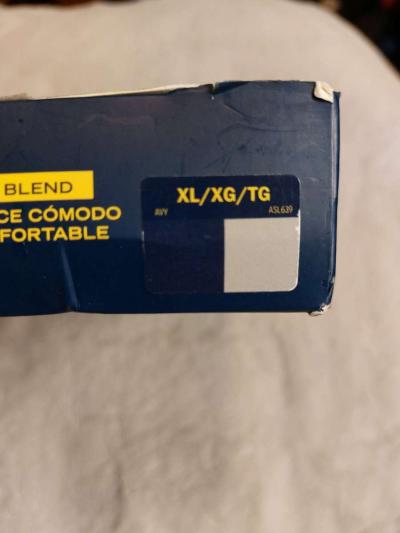 BLEND
CE CÓMODO
FORTABLE
XL/XG/TG
AVY ASL639